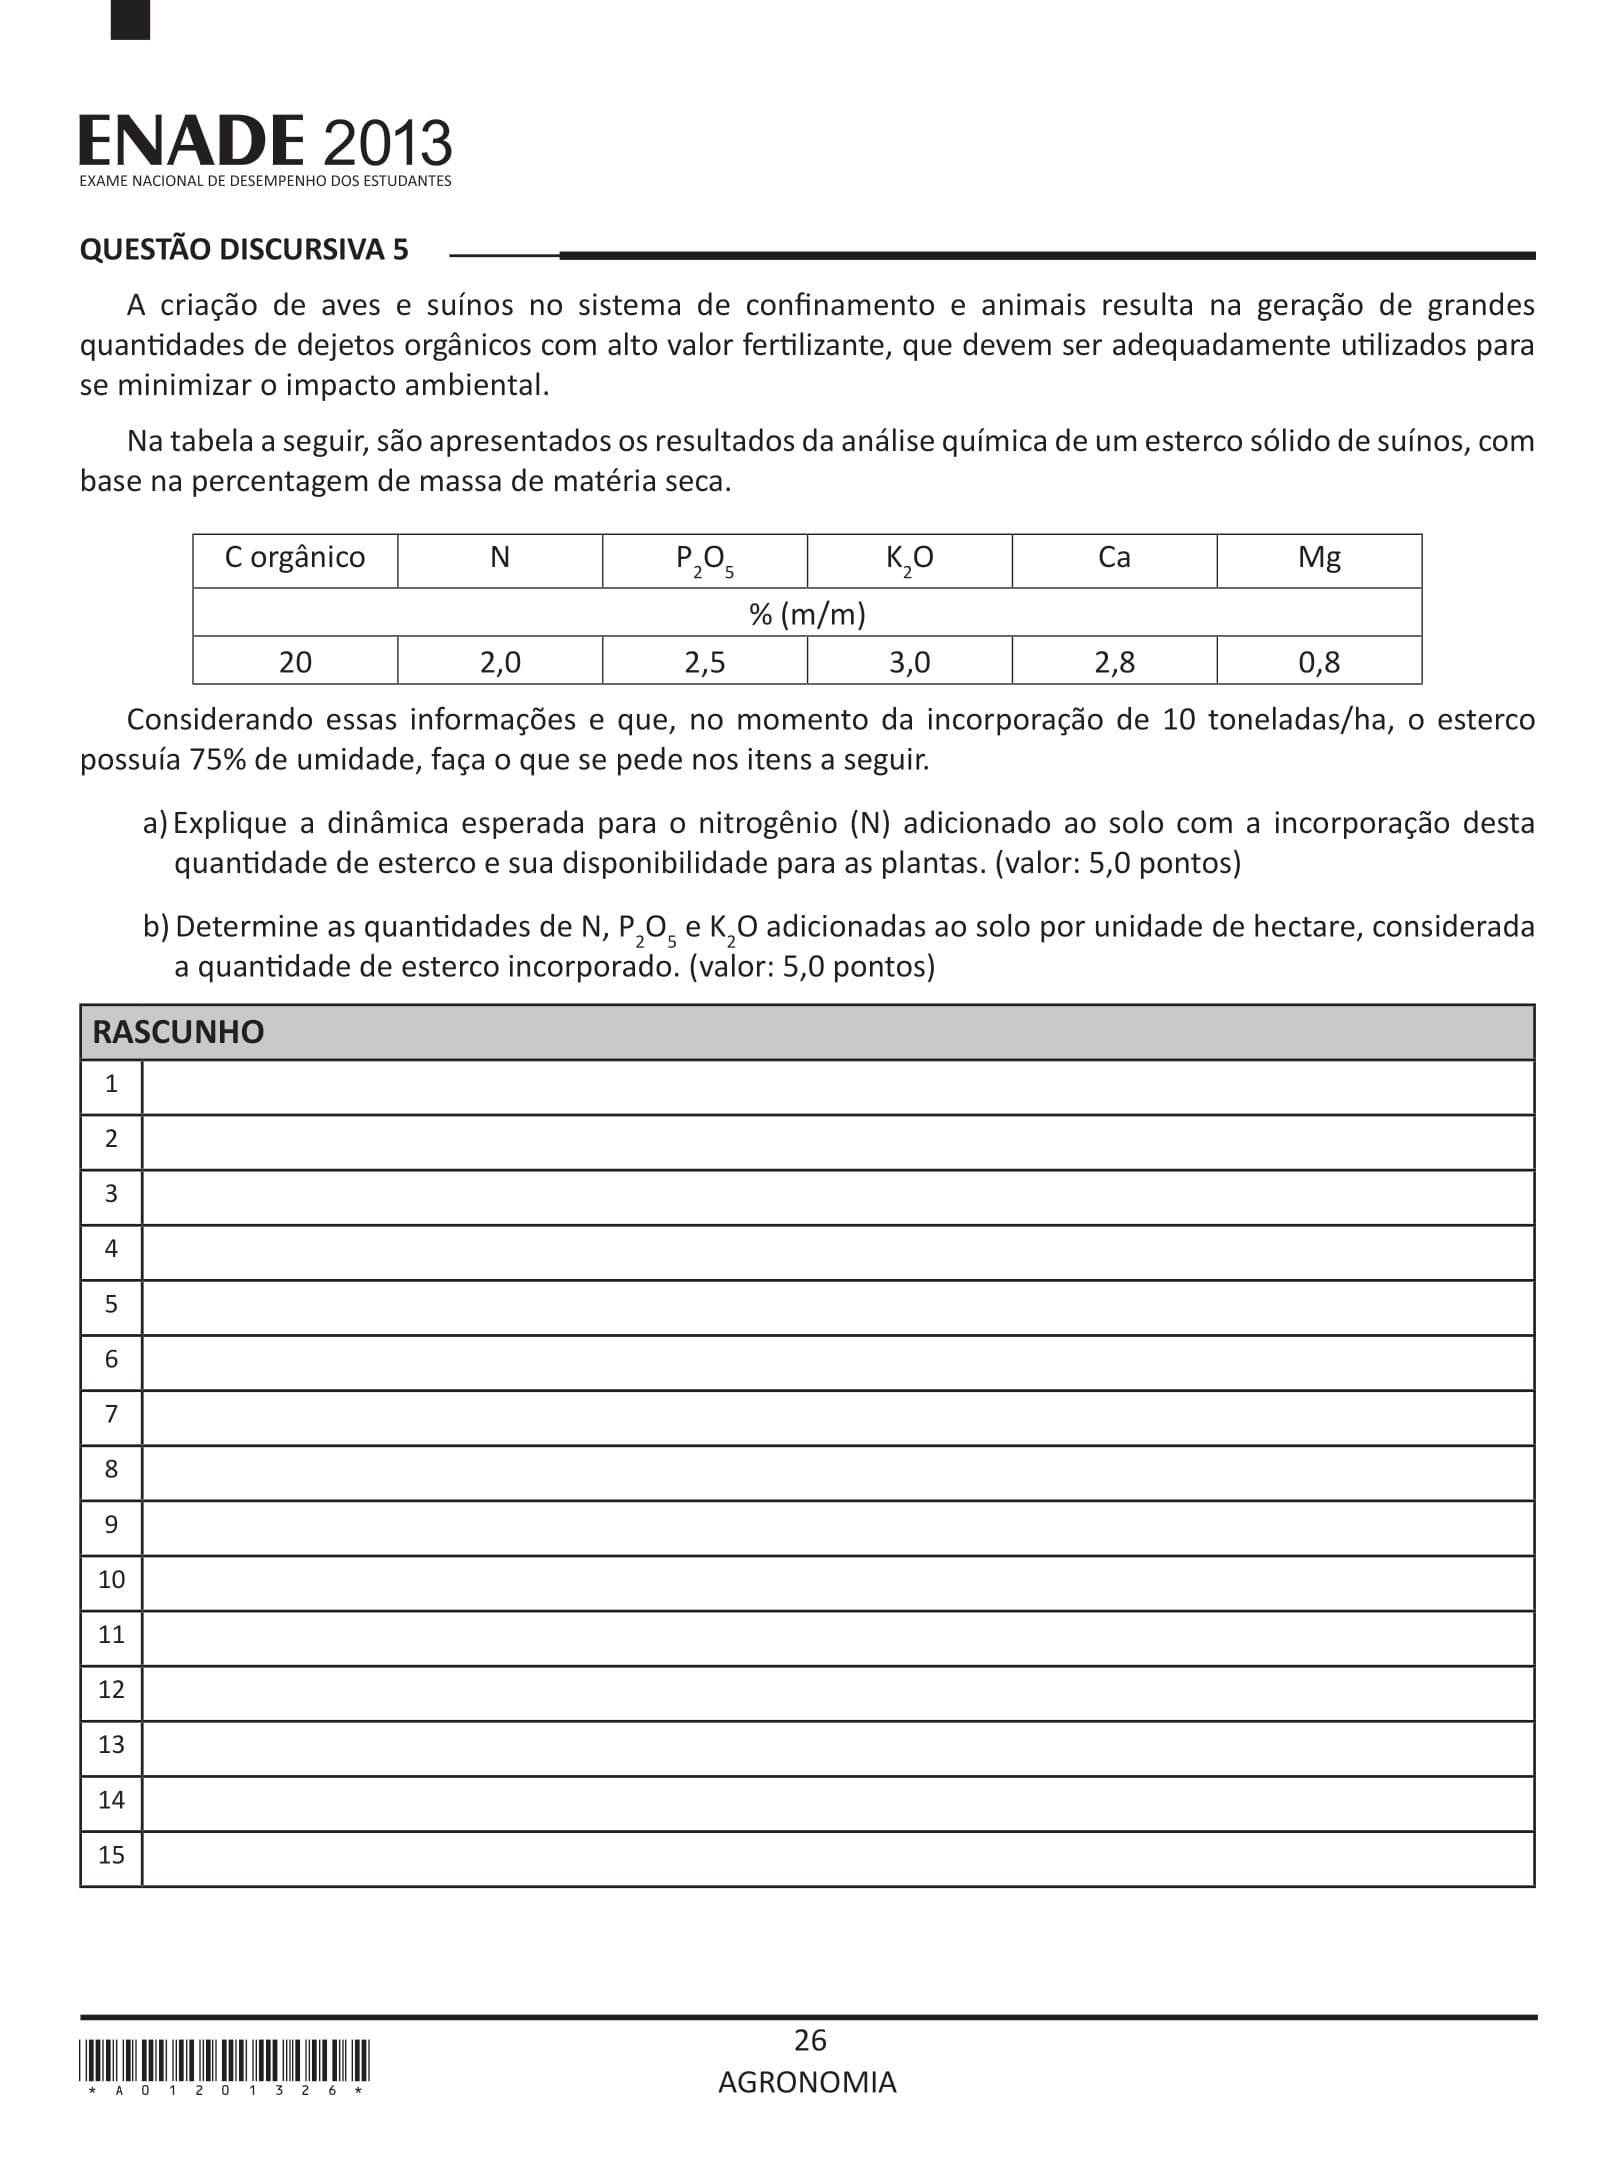 ENADE 2013
EXAME NACIONAL DE DESEMPENHO DOS ESTUDANTES
QUESTÃO DISCURSIVA 5
A criação de aves e suínos no sistema de confinamento e animais resulta na geração de grandes
quantidades de dejetos orgânicos com alto valor fertilizante, que devem ser adequadamente utilizados para
se minimizar o impacto ambiental.
Na tabela a seguir, são apresentados os resultados da análise química de um esterco sólido de suínos, com
base na percentagem de massa de matéria seca.
C orgânico N P2O5 K2O Ca Mg
% (m/m)
20 2,0 2,5 3,0 2,8 0,8
Considerando essas informações e que, no momento da incorporação de 10 toneladas/ha, o esterco
possuía 75% de umidade, faça o que se pede nos itens a seguir.
a) Explique a dinâmica esperada para o nitrogênio (N) adicionado ao solo com a incorporação desta
quantidade de esterco e sua disponibilidade para as plantas. (valor: 5,0 pontos)
b) Determine as quantidades de N, P2O5 e K2O adicionadas ao solo por unidade de hectare, considerada
a quantidade de esterco incorporado. (valor: 5,0 pontos)
RASCUNHO
1
2
3
4
5
6
7
8
9
10
11
12
13
14
15
26
AGRONOMIA
* A 0 1 2 0 1 3 2 6 *